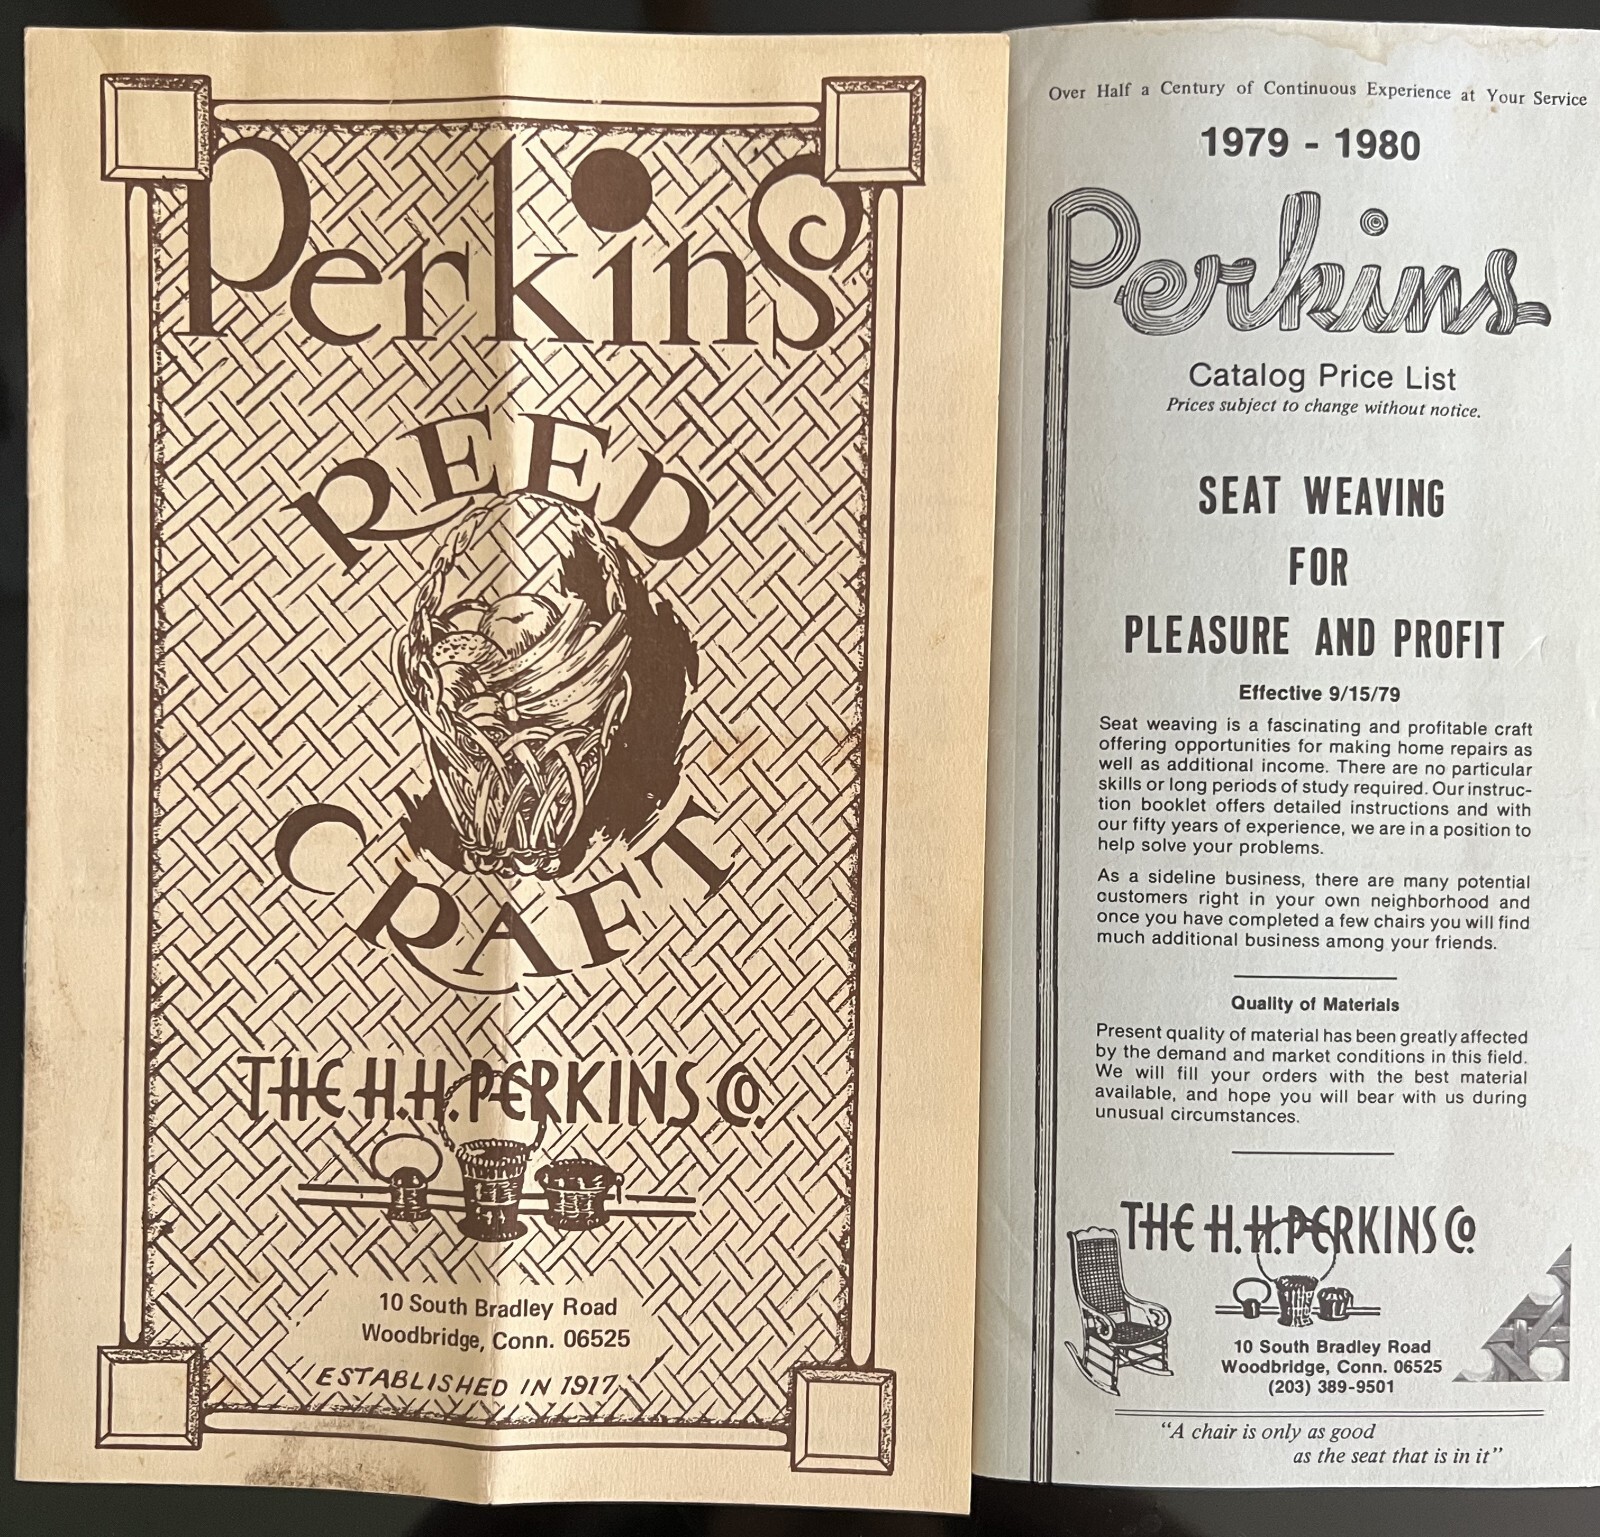 Perkins
REED
CRAFT
THE H.H. PERKINS CO.
10 South Bradley Road
Woodbridge, Conn. 06525
ESTABLISHED IN 1917
Over Half a Century of Continuous Experience at Your Service
1979 - 1980
Perkins
Catalog Price List
Prices subject to change without notice.
SEAT WEAVING
FOR
PLEASURE AND PROFIT
Effective 9/15/79
Seat weaving is a fascinating and profitable craft
offering opportunities for making home repairs as
well as additional income. There are no particular
skills or long periods of study required. Our instruc-
tion booklet offers detailed instructions and with
our fifty years of experience, we are in a position to
help solve your problems.
As a sideline business, there are many potential
customers right in your own neighborhood and
once you have completed a few chairs you will find
much additional business among your friends.
Quality of Materials
Present quality of material has been greatly affected
by the demand and market conditions in this field.
We will fill your orders with the best material
available, and hope you will bear with us during
unusual circumstances.
THE H.H. PERKINS CO.
10 South Bradley Road
Woodbridge, Conn. 06525
(203) 389-9501
"A chair is only as good
as the seat that is in it"